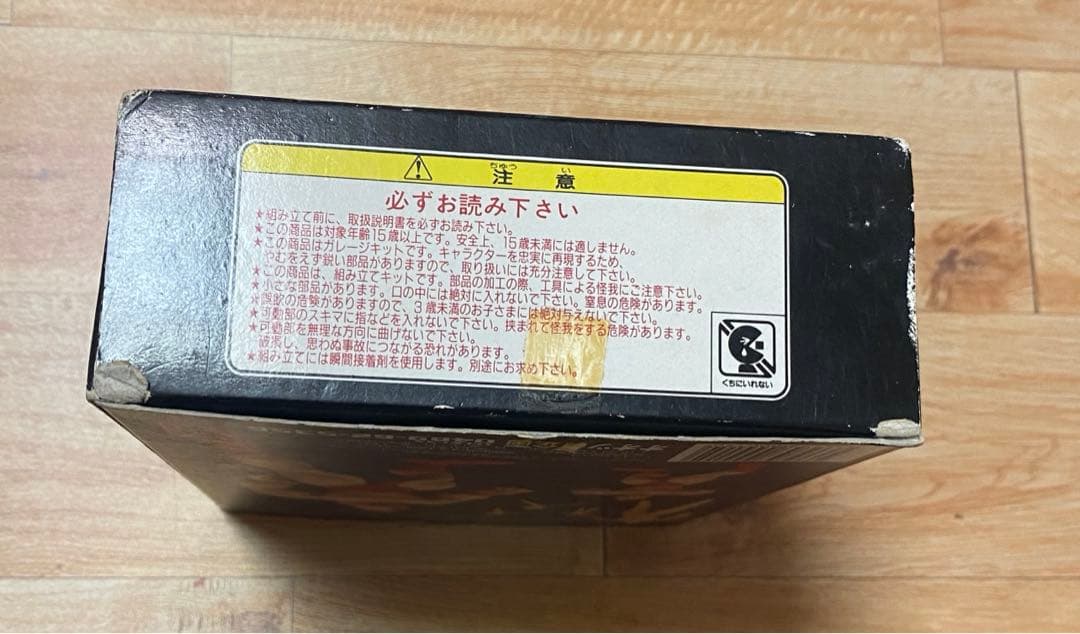 注意
必ずお読み下さい
★組み立て前に、取扱説明書を必ずお読み下さい。
★この商品は対象年齢15歳以上です。安全上、15歳未満には適しません。
★この商品はガレージキットです。キャラクターを忠実に再現するため、
やむをえず鋭い部品がありますので、取り扱いには充分注意して下さい。
★この商品は、組み立てキットです。部品の加工の際、工具による怪我にご注意下さい。
★小さな部品があります。口の中には絶対に入れないで下さい。窒息の危険があります。
★誤飲の危険がありますので、3歳未満のお子さまには絶対与えないで下さい。
★可動部のスキマに指などを入れないで下さい。挟まれて怪我をする危険があります。
★可動部を無理な方向に曲げないで下さい。
破損し、思わぬ事故につながる恐れがあります。
★組み立てには瞬間接着剤を使用します。別途にお求め下さい。
くちにいれない